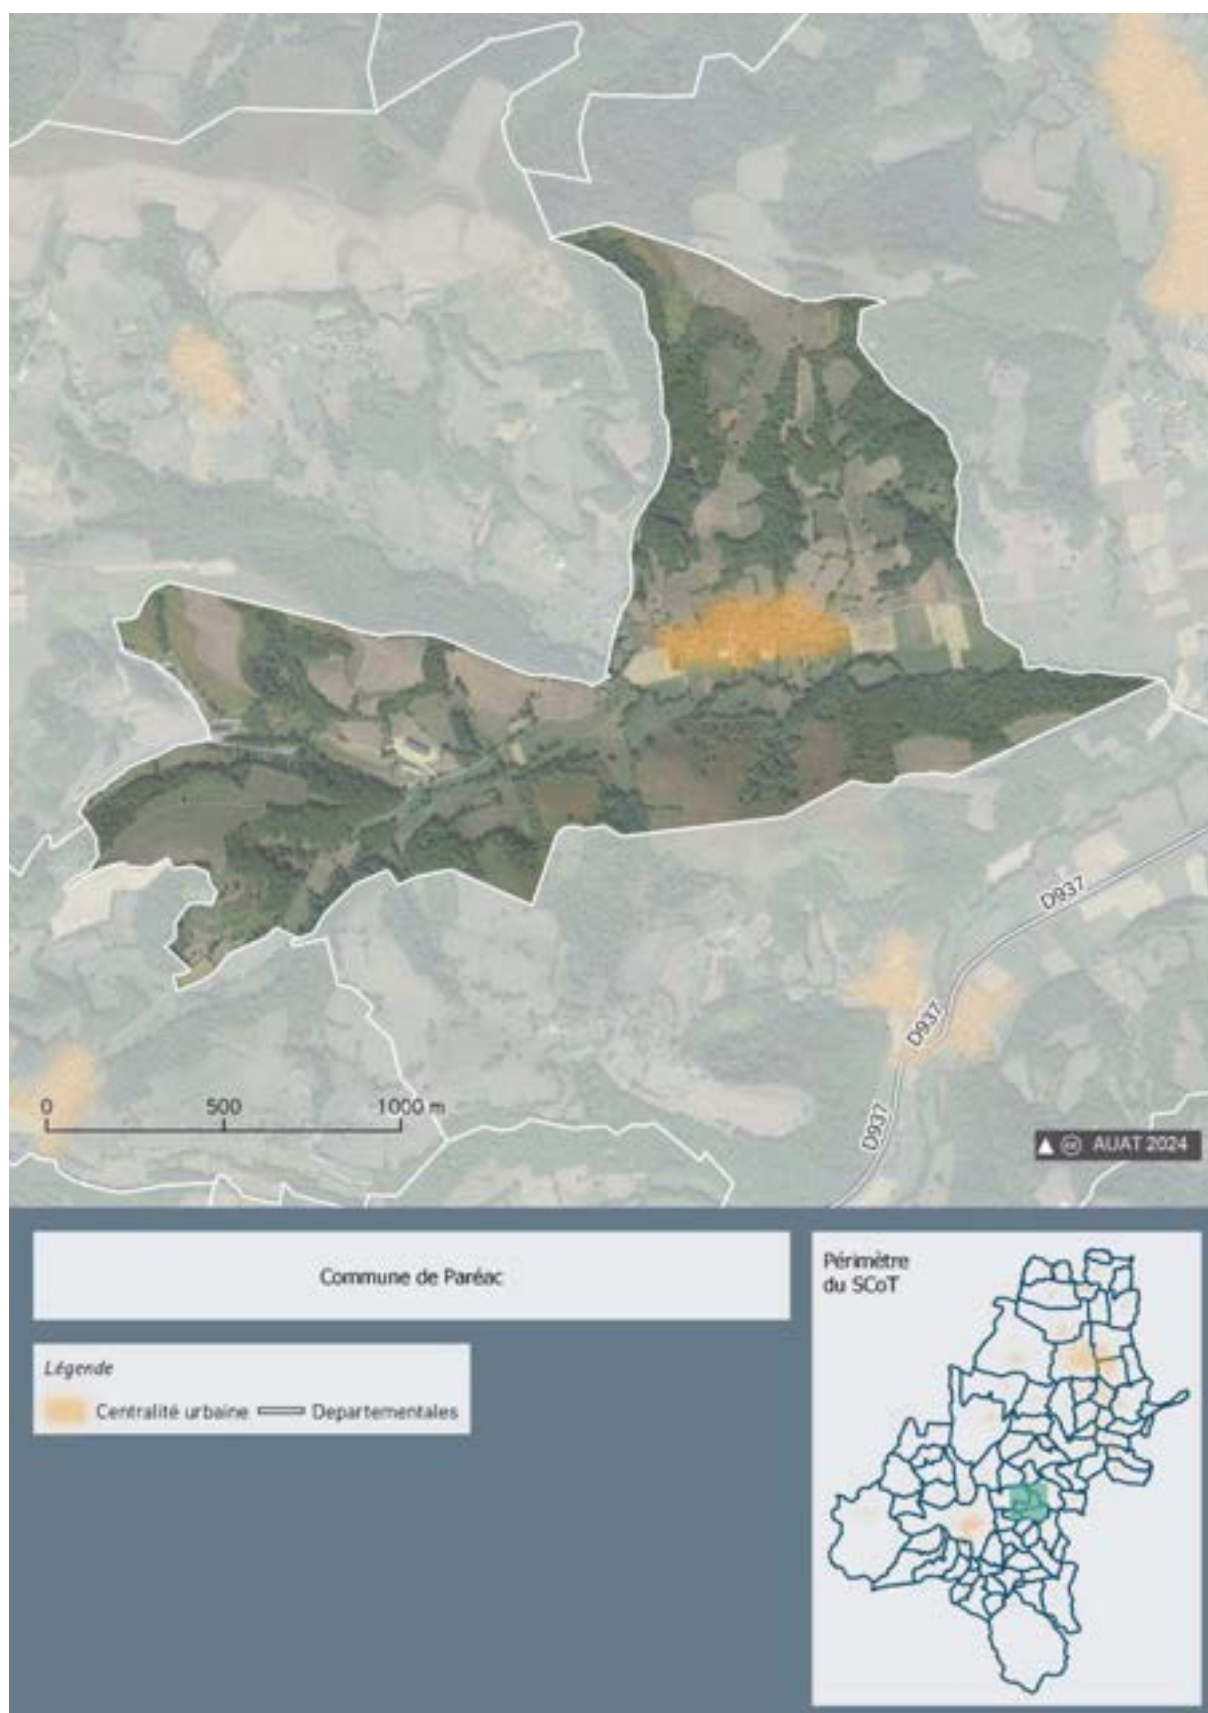 D937
D937
D937
0 500 1000 m
AUAT 2024
Commune de Paréac
Périmètre
du SCoT
Légende
Centralité urbaine Departementales